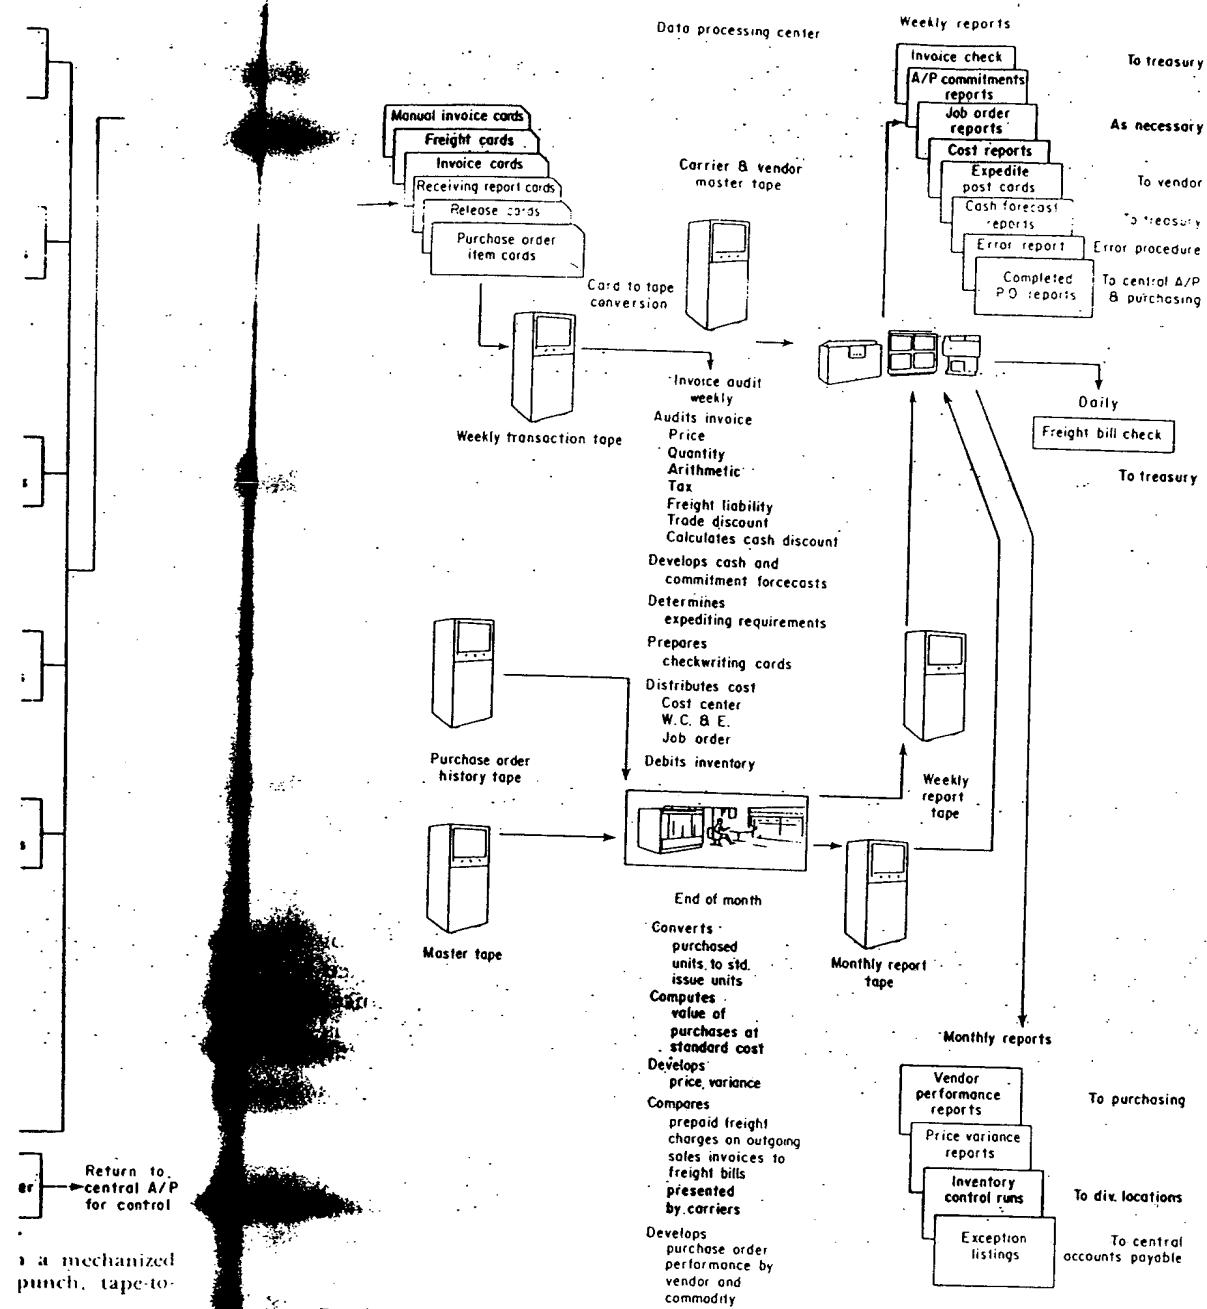 Data processing center
Weekly reports
Invoice check
To treasury
A/P commitments
reports
Job order
reports
As necessary
Cost reports
Expedite
post cards
To vendor
Cash forecast
reports
To treasury
Error report
Error procedure
Completed
P.O reports
To central A/P
& purchasing
Manual invoice cards
Freight cards
Invoice cards
Receiving report cards
Release cards
Purchase order
item cards
Carrier & vendor
master tape
Card to tape
conversion
Weekly transaction tape
Invoice audit
weekly
Audits invoice
Price
Quantity
Arithmetic
Tax
Freight liability
Trade discount
Calculates cash discount
Develops cash and
commitment forcecasts
Determines
expediting requirements
Prepares
checkwriting cards
Distributes cost
Cost center
W.C. & E.
Job order
Debits inventory
Daily
Freight bill check
To treasury
Purchase order
history tape
Weekly
report
tape
Master tape
Monthly report
tape
End of month
Converts
purchased
units to std.
issue units
Computes
value of
purchases at
standard cost
Develops
price variance
Compares
prepaid freight
charges on outgoing
sales invoices to
freight bills
presented
by carriers
Develops
purchase order
performance by
vendor and
commodity
Monthly reports
Vendor
performance
reports
To purchasing
Price variance
reports
Inventory
control runs
To div. locations
Exception
listings
To central
accounts payable
s
s
er
Return to
central A/P
for control
a mechanized
punch, tape-to-